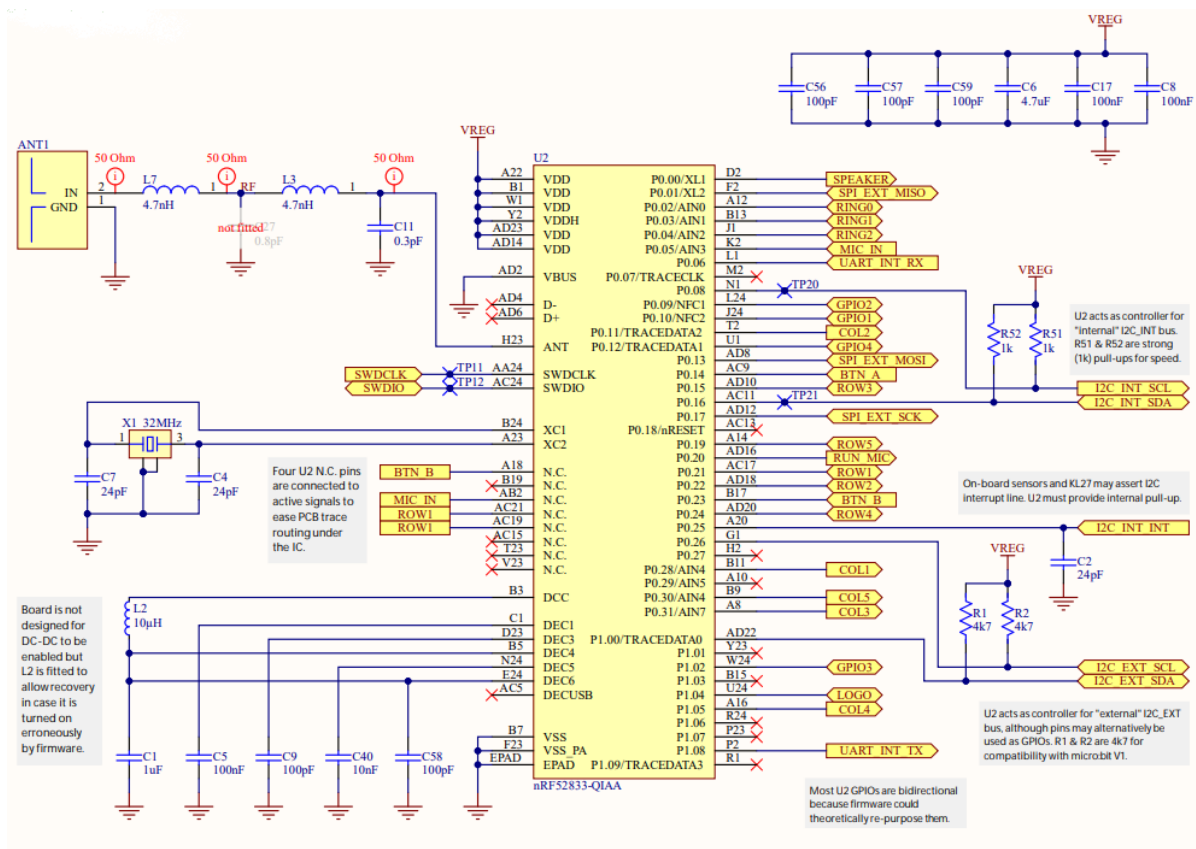 VREG
C56
100pF
C57
100pF
C59
100pF
C6
4.7uF
C17
100nF
C8
100nF
ANT1
IN
GND
2
1
50 Ohm
i
L7
4.7nH
1
50 Ohm
i
RF
not fitted
0.8pF
L3
4.7nH
1
50 Ohm
i
C11
0.3pF
VREG
U2
A22 VDD
B1 VDD
W1 VDD
Y2 VDDH
AD23 VDD
AD14 VDD
AD2 VBUS
AD4 D-
AD6 D+
H23 ANT
SWDCLK TP11 AA24 SWDCLK
SWDIO TP12 AC24 SWDIO
B24 XC1
A23 XC2
X1 32MHz
1 3
C7
24pF
C4
24pF
Four U2 N.C. pins
are connected to
active signals to
ease PCB trace
routing under
the IC.
BTN_B A18 N.C.
B19 N.C.
MIC_IN AB2 N.C.
ROW1 AC21 N.C.
ROW1 AC19 N.C.
AC15 N.C.
T23 N.C.
V23 N.C.
B3 DCC
C1 DEC1
D23 DEC3
B5 DEC4
N24 DEC5
E24 DEC6
AC5 DECUSB
B7 VSS
F23 VSS_PA
EPAD EPAD
nRF52833-QIAA
Board is not
designed for
DC-DC to be
enabled but
L2 is fitted to
allow recovery
in case it is
turned on
erroneously
by firmware.
L2
10μH
C1
1uF
C5
100nF
C9
100pF
C40
10nF
C58
100pF
P0.00/XL1 D2 SPEAKER
P0.01/XL2 F2 SPI_EXT_MISO
P0.02/AIN0 A12 RING0
P0.03/AIN1 B13 RING1
P0.04/AIN2 J1 RING2
P0.05/AIN3 K2 MIC_IN
P0.06 L1 UART_INT_RX
P0.07/TRACECLK M2
P0.08 N1 TP20
P0.09/NFC1 L24 GPIO2
P0.10/NFC2 J24 GPIO1
P0.11/TRACEDATA2 T2 COL2
P0.12/TRACEDATA1 U1 GPIO4
P0.13 AD8 SPI_EXT_MOSI
P0.14 AC9 BTN_A
P0.15 AD10 ROW3
P0.16 AC11 TP21
P0.17 AD12 SPI_EXT_SCK
P0.18/nRESET AC13
P0.19 A14 ROW5
P0.20 AD16 RUN_MIC
P0.21 AC17 ROW1
P0.22 AD18 ROW2
P0.23 B17 BTN_B
P0.24 AD20 ROW4
P0.25 A20
P0.26 G1
P0.27 H2
P0.28/AIN4 B11 COL1
P0.29/AIN5 A10
P0.30/AIN4 B9 COL5
P0.31/AIN7 A8 COL3
P1.00/TRACEDATA0 AD22
P1.01 Y23
P1.02 W24 GPIO3
P1.03 B15
P1.04 U24 LOGO
P1.05 A16 COL4
P1.06 R24
P1.07 P23
P1.08 P2 UART_INT_TX
P1.09/TRACEDATA3 R1
VREG
R52
1k
R51
1k
U2 acts as controller for
"internal" I2C_INT bus.
R51 & R52 are strong
(1k) pull-ups for speed.
I2C_INT_SCL
I2C_INT_SDA
On-board sensors and KL27 may assert I2C
interrupt line. U2 must provide internal pull-up.
I2C_INT_INT
C2
24pF
VREG
R1
4k7
R2
4k7
I2C_EXT_SCL
I2C_EXT_SDA
U2 acts as controller for "external" I2C_EXT
bus, although pins may alternatively be
used as GPIOs. R1 & R2 are 4k7 for
compatibility with micro:bit V1.
Most U2 GPIOs are bidirectional
because firmware could
theoretically re-purpose them.